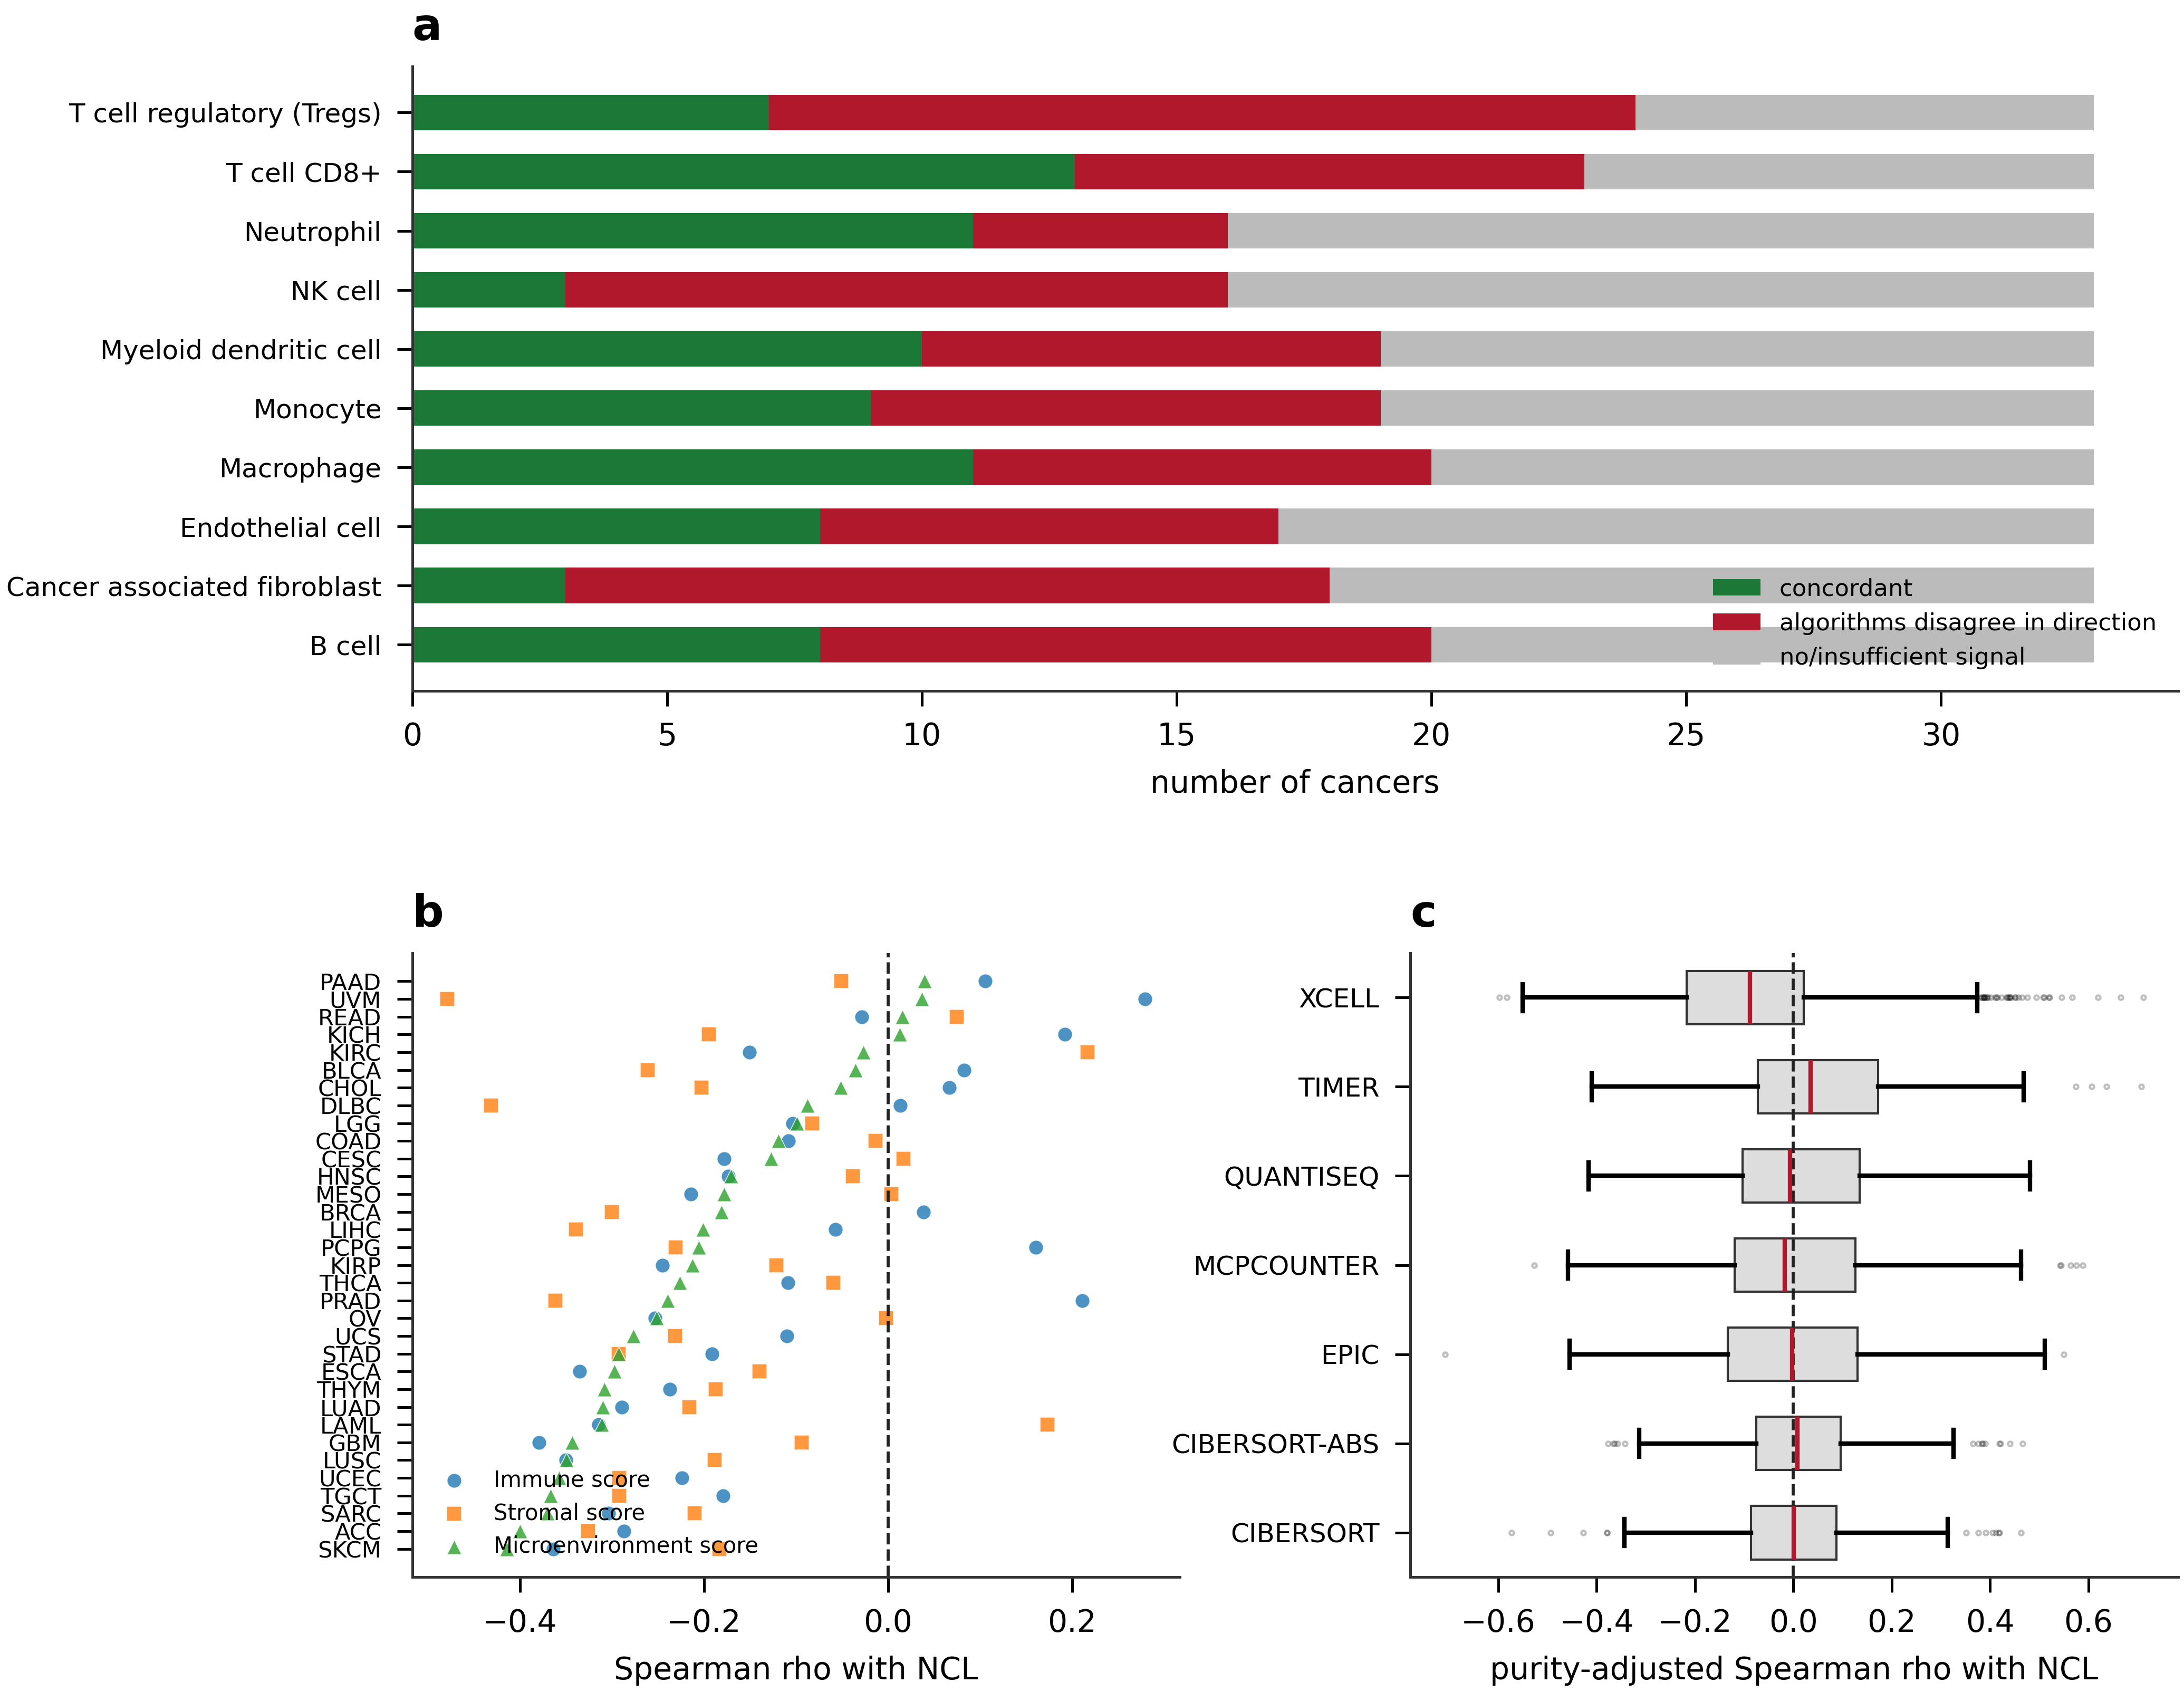 a
T cell regulatory (Tregs)
T cell CD8+
Neutrophil
NK cell
Myeloid dendritic cell
Monocyte
Macrophage
Endothelial cell
Cancer associated fibroblast
B cell
concordant
algorithms disagree in direction
no/insufficient signal
0 5 10 15 20 25 30
number of cancers
b
PAAD
UVM
READ
KICH
KIRC
BLCA
CHOL
DLBC
LGG
COAD
CESC
HNSC
MESO
BRCA
LIHC
PCPG
KIRP
THCA
PRAD
OV
UCS
STAD
ESCA
THYM
LUAD
LAML
GBM
LUSC
UCEC
TGCT
SARC
ACC
SKCM
Immune score
Stromal score
Microenvironment score
−0.4 −0.2 0.0 0.2
Spearman rho with NCL
c
XCELL
TIMER
QUANTISEQ
MCPCOUNTER
EPIC
CIBERSORT-ABS
CIBERSORT
−0.6 −0.4 −0.2 0.0 0.2 0.4 0.6
purity-adjusted Spearman rho with NCL